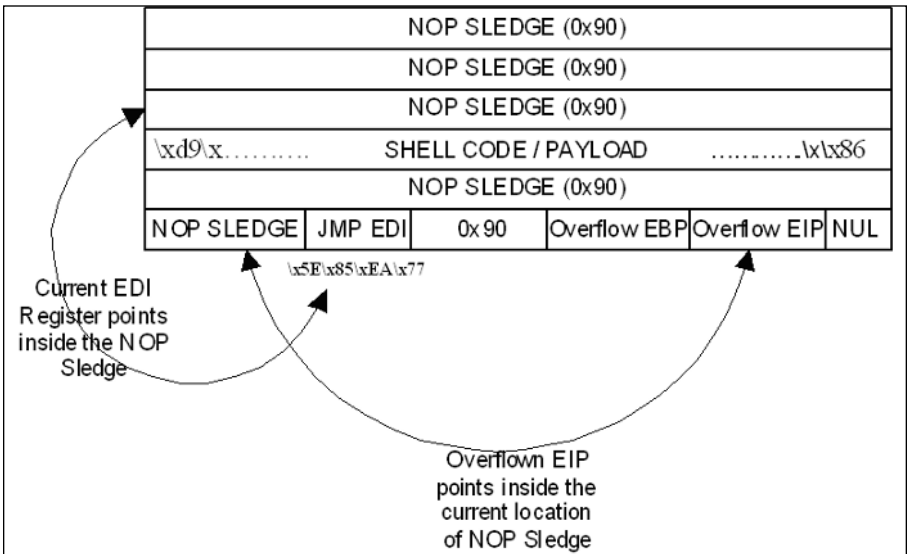 NOP SLEDGE (0x90)
NOP SLEDGE (0x90)
NOP SLEDGE (0x90)
\xd9\x.......... SHELL CODE / PAYLOAD ............\x\x86
NOP SLEDGE (0x90)
NOP SLEDGE JMP EDI 0x90 Overflow EBP Overflow EIP NUL
\x5E\x85\xEA\x77
Current EDI
Register points
inside the NOP
Sledge
Overflown EIP
points inside the
current location
of NOP Sledge